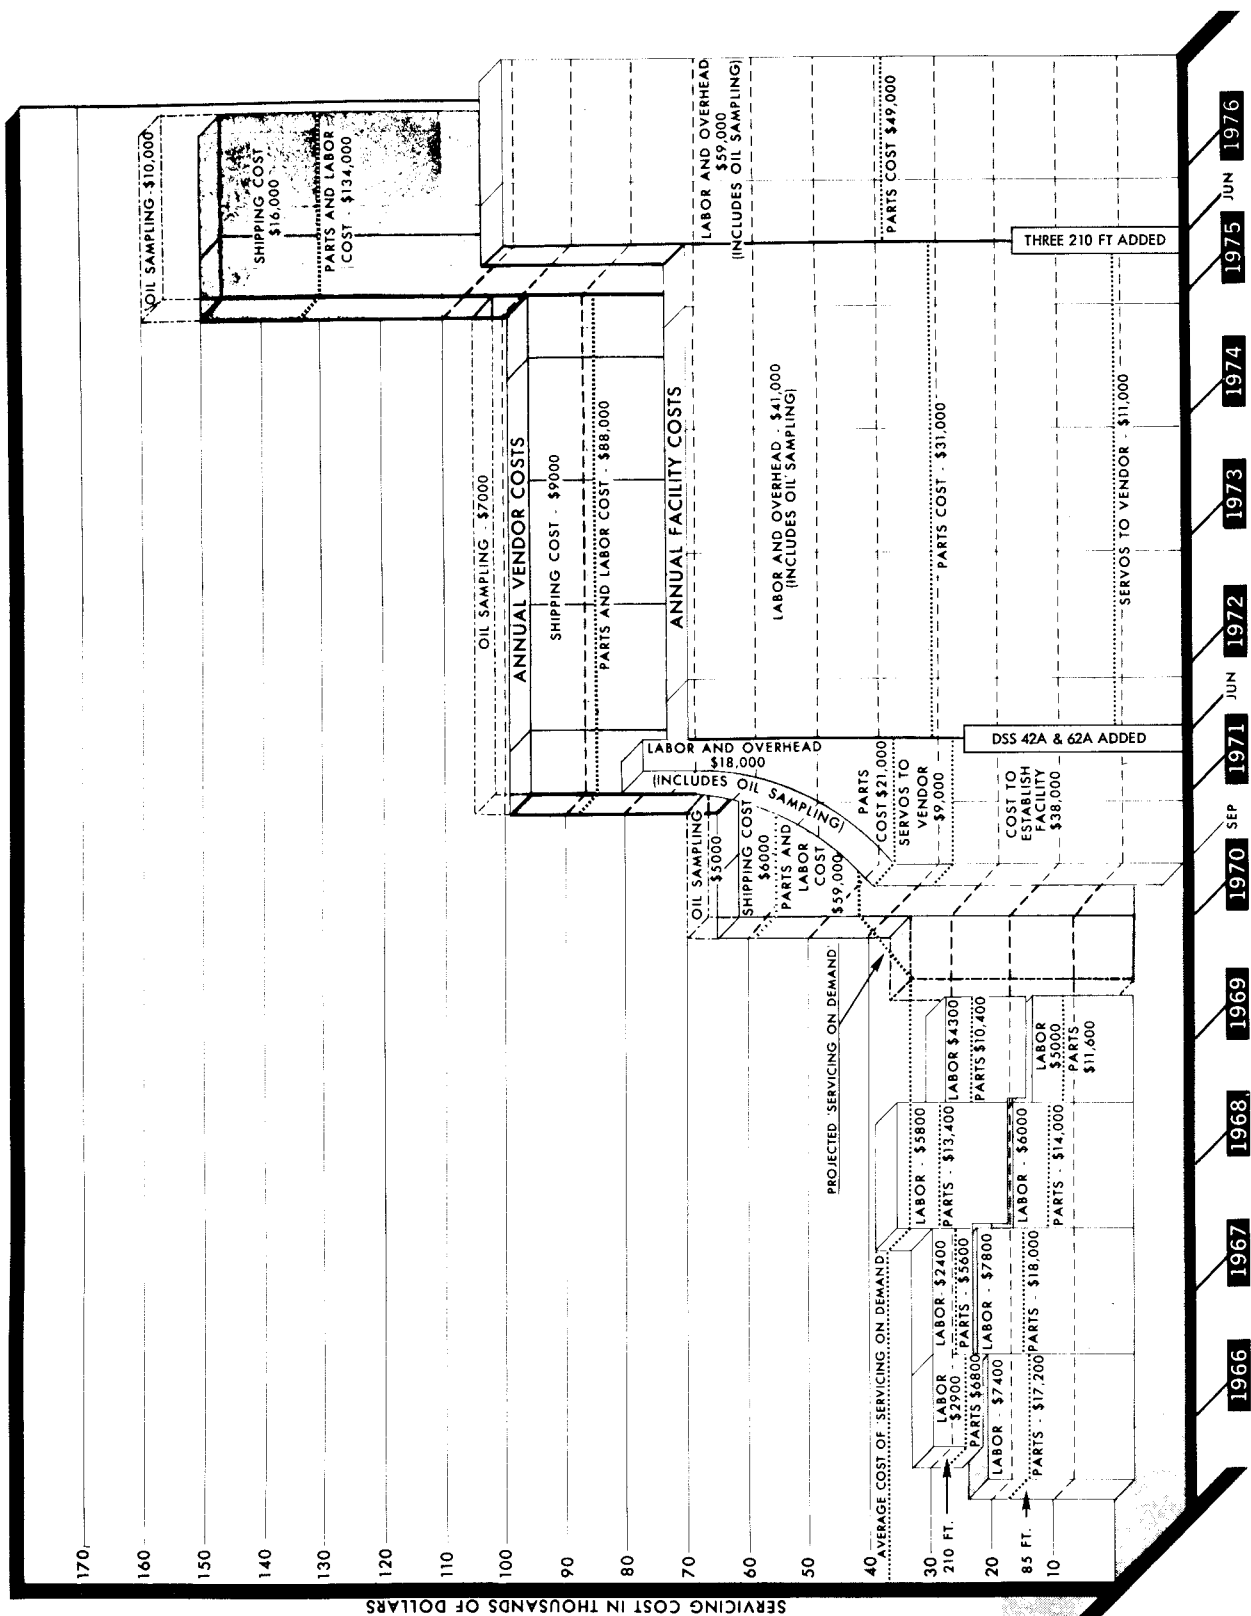 SERVICING COST IN THOUSANDS OF DOLLARS
170
160
150
140
130
120
110
100
90
80
70
60
50
40
30
20
10
210 FT.
85 FT.
AVERAGE COST OF 'SERVICING ON DEMAND'
LABOR
$2900
PARTS $6800
LABOR - $7400
PARTS - $17,200
LABOR - $2400
PARTS - $5600
LABOR - $7800
PARTS - $18,000
LABOR - $5800
PARTS - $13,400
LABOR - $6000
PARTS - $14,000
LABOR $4300
PARTS $10,400
LABOR
$5000
PARTS
$11,600
PROJECTED 'SERVICING ON DEMAND'
OIL SAMPLING
$5000
SHIPPING COST
$6000
PARTS AND
LABOR
COST
$59,000
LABOR AND OVERHEAD
$18,000
(INCLUDES OIL SAMPLING)
PARTS
COST $21,000
SERVOS TO
VENDOR
$9,000
COST TO
ESTABLISH
FACILITY
$38,000
DSS 42A & 62A ADDED
OIL SAMPLING - $7000
ANNUAL VENDOR COSTS
SHIPPING COST - $9000
PARTS AND LABOR COST - $88,000
ANNUAL FACILITY COSTS
LABOR AND OVERHEAD - $41,000
(INCLUDES OIL SAMPLING)
PARTS COST - $31,000
SERVOS TO VENDOR - $11,000
OIL SAMPLING - $10,000
SHIPPING COST
$16,000
PARTS AND LABOR
COST - $134,000
LABOR AND OVERHEAD
$59,000
(INCLUDES OIL SAMPLING)
PARTS COST $49,000
THREE 210 FT ADDED
1966
1967
1968
1969
1970
SEP
1971
JUN
1972
1973
1974
1975
JUN
1976